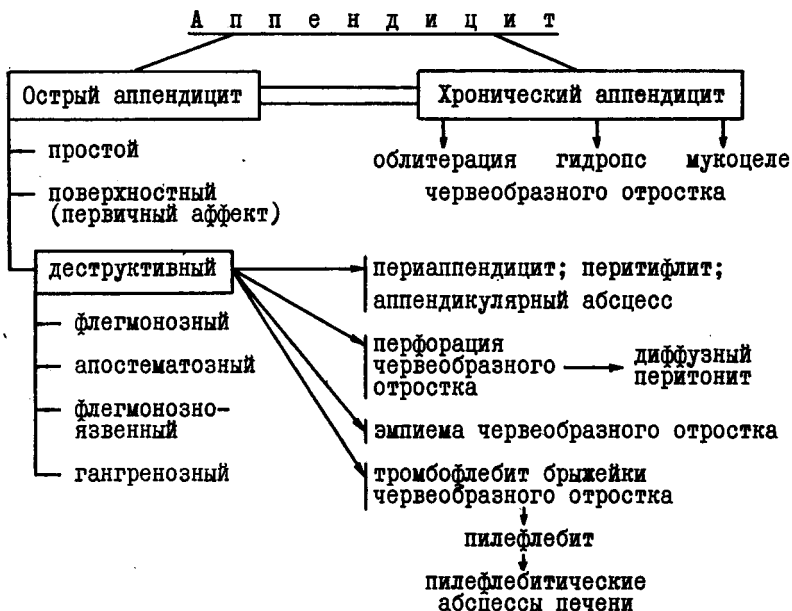 Аппендицит
Острый аппендицит
Хронический аппендицит
простой
поверхностный
(первичный аффект)
облитерация гидропс мукоцеле
червеобразного отростка
деструктивный
флегмонозный
апостематозный
флегмонозно-
язвенный
гангренозный
периаппендицит; перитифлит;
аппендикулярный абсцесс
перфорация
червеобразного
отростка
диффузный
перитонит
эмпиема червеобразного отростка
тромбофлебит брыжейки
червеобразного отростка
пилефлебит
пилефлебитические
абсцессы печени